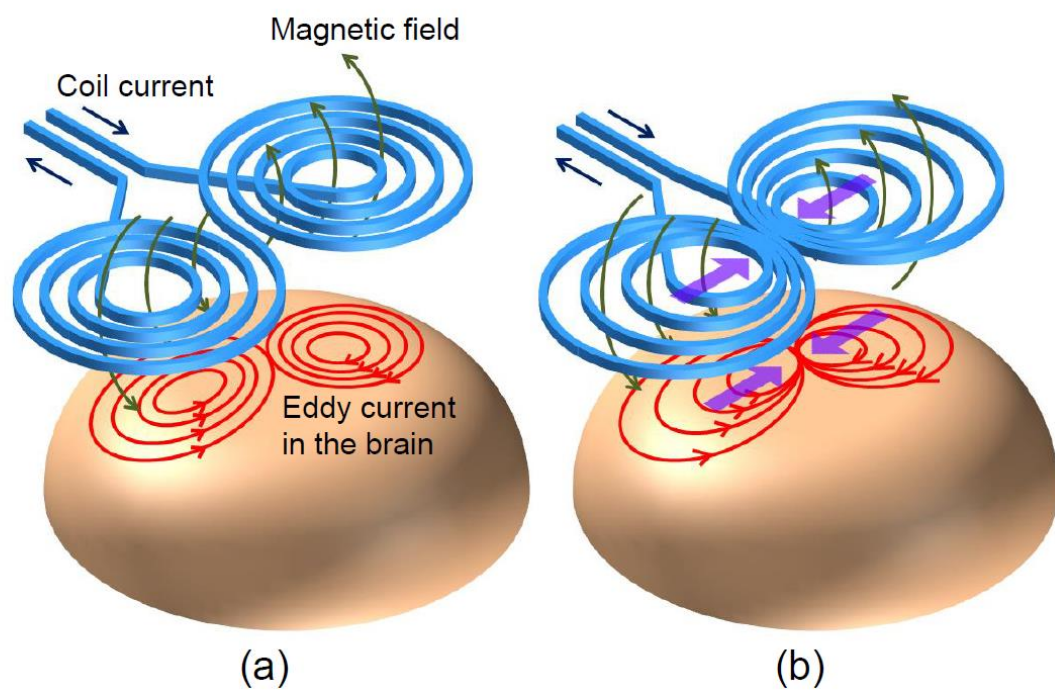 Magnetic field
Coil current
Eddy current
in the brain
(a)
(b)